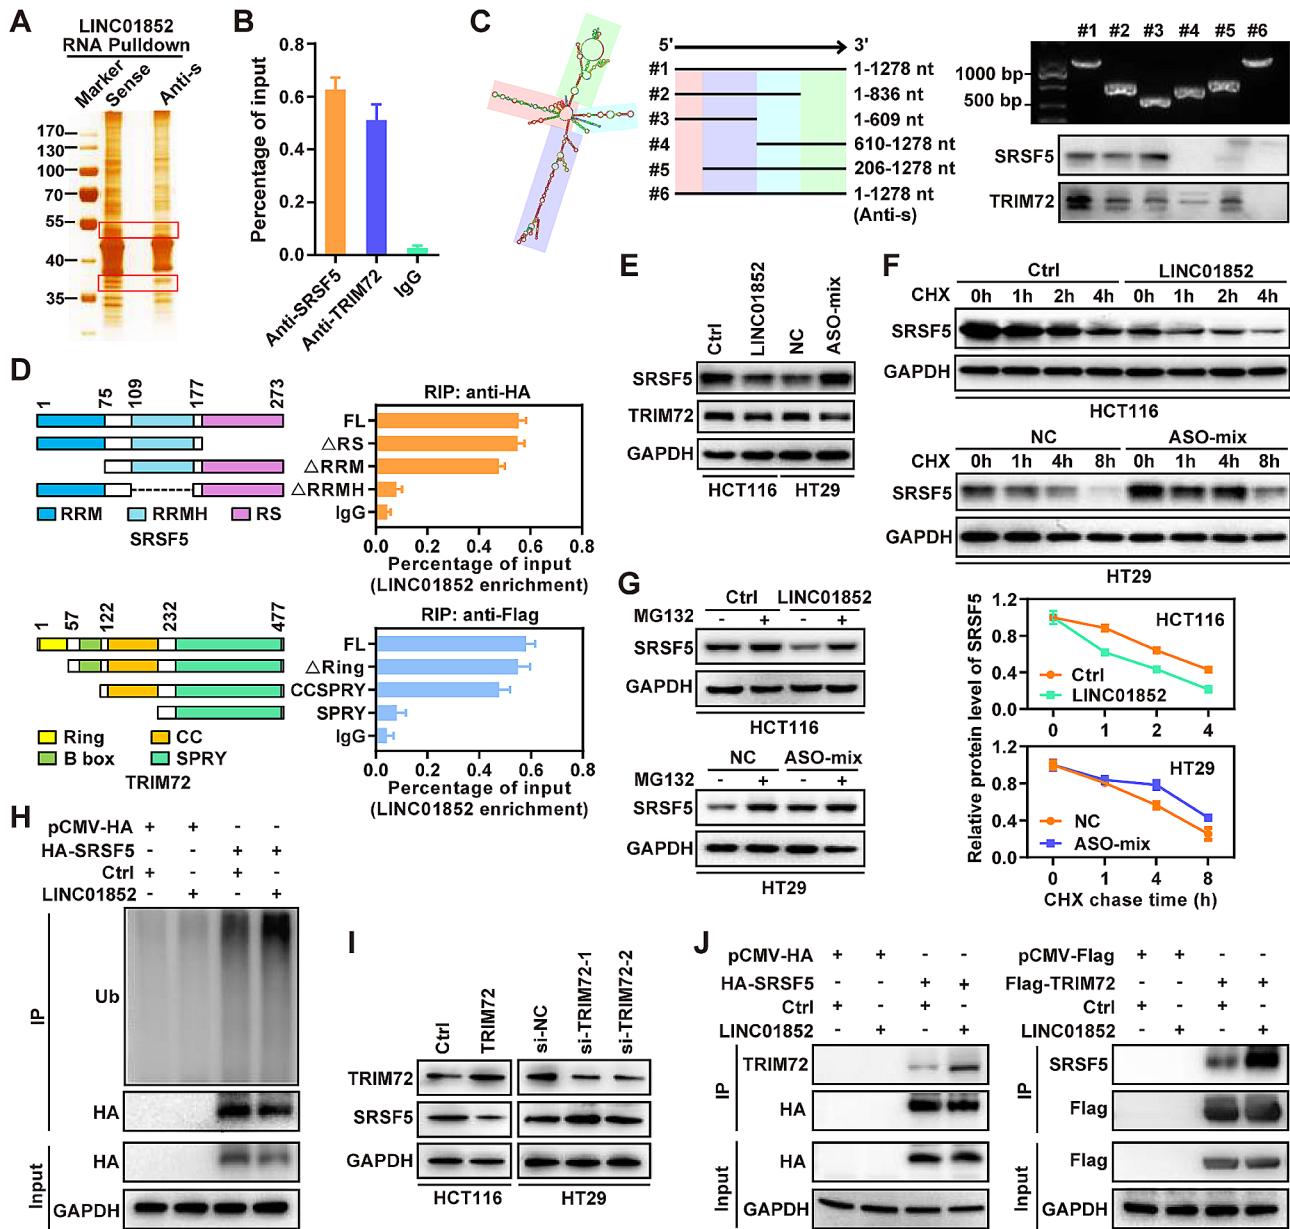 A
LINC01852
RNA Pulldown
Marker
Sense
Anti-s
170
130
100
70
55
40
35
B
Percentage of input
0.8
0.6
0.4
0.2
0.0
Anti-SRSF5
Anti-TRIM72
IgG
C
5' 3'
#1 1-1278 nt
#2 1-836 nt
#3 1-609 nt
#4 610-1278 nt
#5 206-1278 nt
#6 1-1278 nt
(Anti-s)
#1 #2 #3 #4 #5 #6
1000 bp
500 bp
SRSF5
TRIM72
D
1 75 109 177 273
RRM RRMH RS
SRSF5
RIP: anti-HA
FL
△RS
△RRM
△RRMH
IgG
0.0 0.2 0.4 0.6 0.8
Percentage of input
(LINC01852 enrichment)
1 57 122 232 477
Ring CC
B box SPRY
TRIM72
RIP: anti-Flag
FL
△Ring
CCSPRY
SPRY
IgG
0.0 0.2 0.4 0.6 0.8
Percentage of input
(LINC01852 enrichment)
E
Ctrl
LINC01852
NC
ASO-mix
SRSF5
TRIM72
GAPDH
HCT116 HT29
F
Ctrl LINC01852
CHX 0h 1h 2h 4h 0h 1h 2h 4h
SRSF5
GAPDH
HCT116
NC ASO-mix
CHX 0h 1h 4h 8h 0h 1h 4h 8h
SRSF5
GAPDH
HT29
Relative protein level of SRSF5
1.2
0.8
0.4
0.0
HCT116
Ctrl
LINC01852
0 1 2 4
1.2
0.8
0.4
0.0
HT29
NC
ASO-mix
0 1 4 8
CHX chase time (h)
G
Ctrl LINC01852
MG132 - + - +
SRSF5
GAPDH
HCT116
NC ASO-mix
MG132 - + - +
SRSF5
GAPDH
HT29
H
pCMV-HA + + - -
HA-SRSF5 - - + +
Ctrl + - + -
LINC01852 - + - +
IP
Ub
HA
Input
HA
GAPDH
I
Ctrl
TRIM72
si-NC
si-TRIM72-1
si-TRIM72-2
TRIM72
SRSF5
GAPDH
HCT116 HT29
J
pCMV-HA + + - -
HA-SRSF5 - - + +
Ctrl + - + -
LINC01852 - + - +
IP
TRIM72
HA
Input
HA
GAPDH
pCMV-Flag + + - -
Flag-TRIM72 - - + +
Ctrl + - + -
LINC01852 - + - +
IP
SRSF5
Flag
Input
Flag
GAPDH